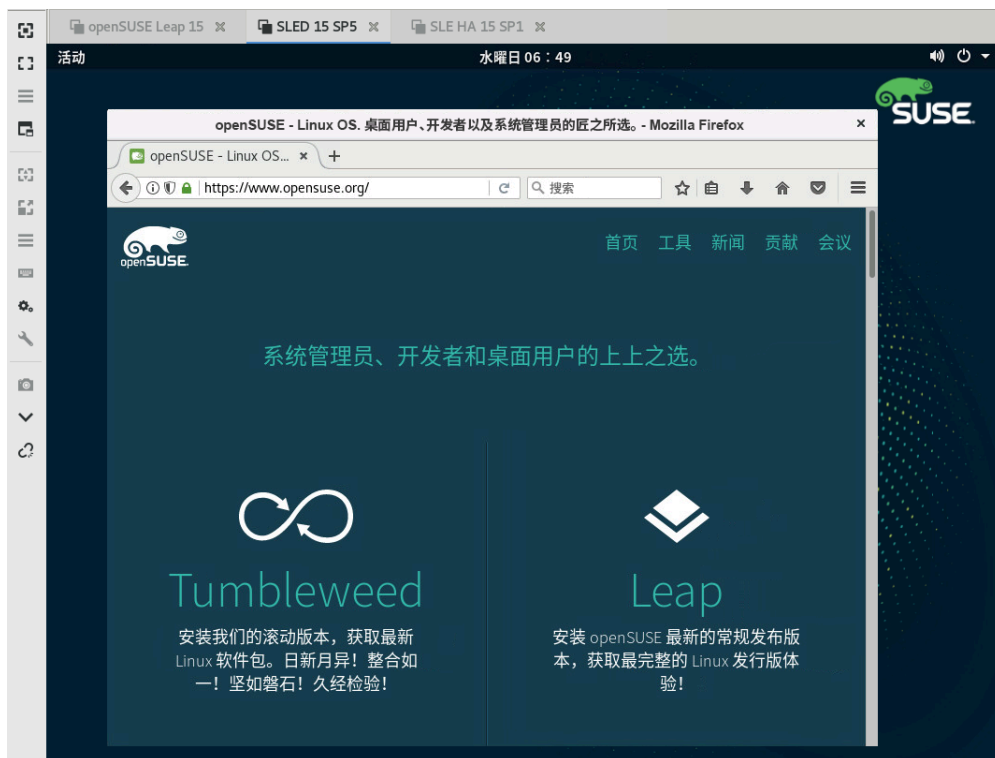 openSUSE Leap 15
SLED 15 SP5
SLE HA 15 SP1
活动
水曜日 06：49
SUSE
openSUSE - Linux OS. 桌面用户、开发者以及系统管理员的匠之所选。 - Mozilla Firefox
openSUSE - Linux OS...
https://www.opensuse.org/
搜索
openSUSE
首页 工具 新闻 贡献 会议
系统管理员、开发者和桌面用户的上上之选。
Tumbleweed
安装我们的滚动版本，获取最新
Linux 软件包。日新月异！整合如
一！坚如磐石！久经检验！
Leap
安装 openSUSE 最新的常规发布版
本，获取最完整的 Linux 发行版体
验！